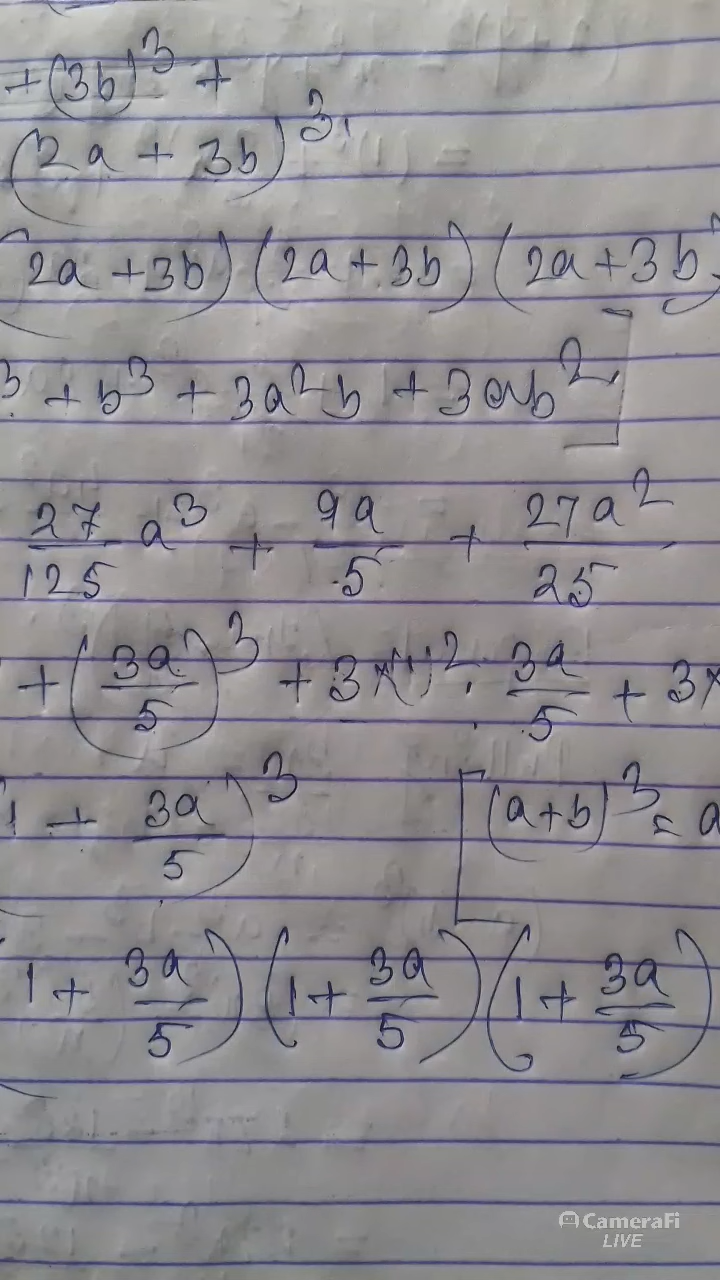 +(3b)³ +
(2a + 3b)³.
(2a +3b) (2a+3b) (2a+3b)
³ + b³ + 3a²b + 3ab²]
27/125 a³ + 9a/5 + 27a²/25
+ (3a/5)³ + 3×(1)². 3a/5 + 3×
1 + 3a/5)³ [(a+b)³ = a
(1 + 3a/5) (1 + 3a/5) (1 + 3a/5)
CameraFi
LIVE